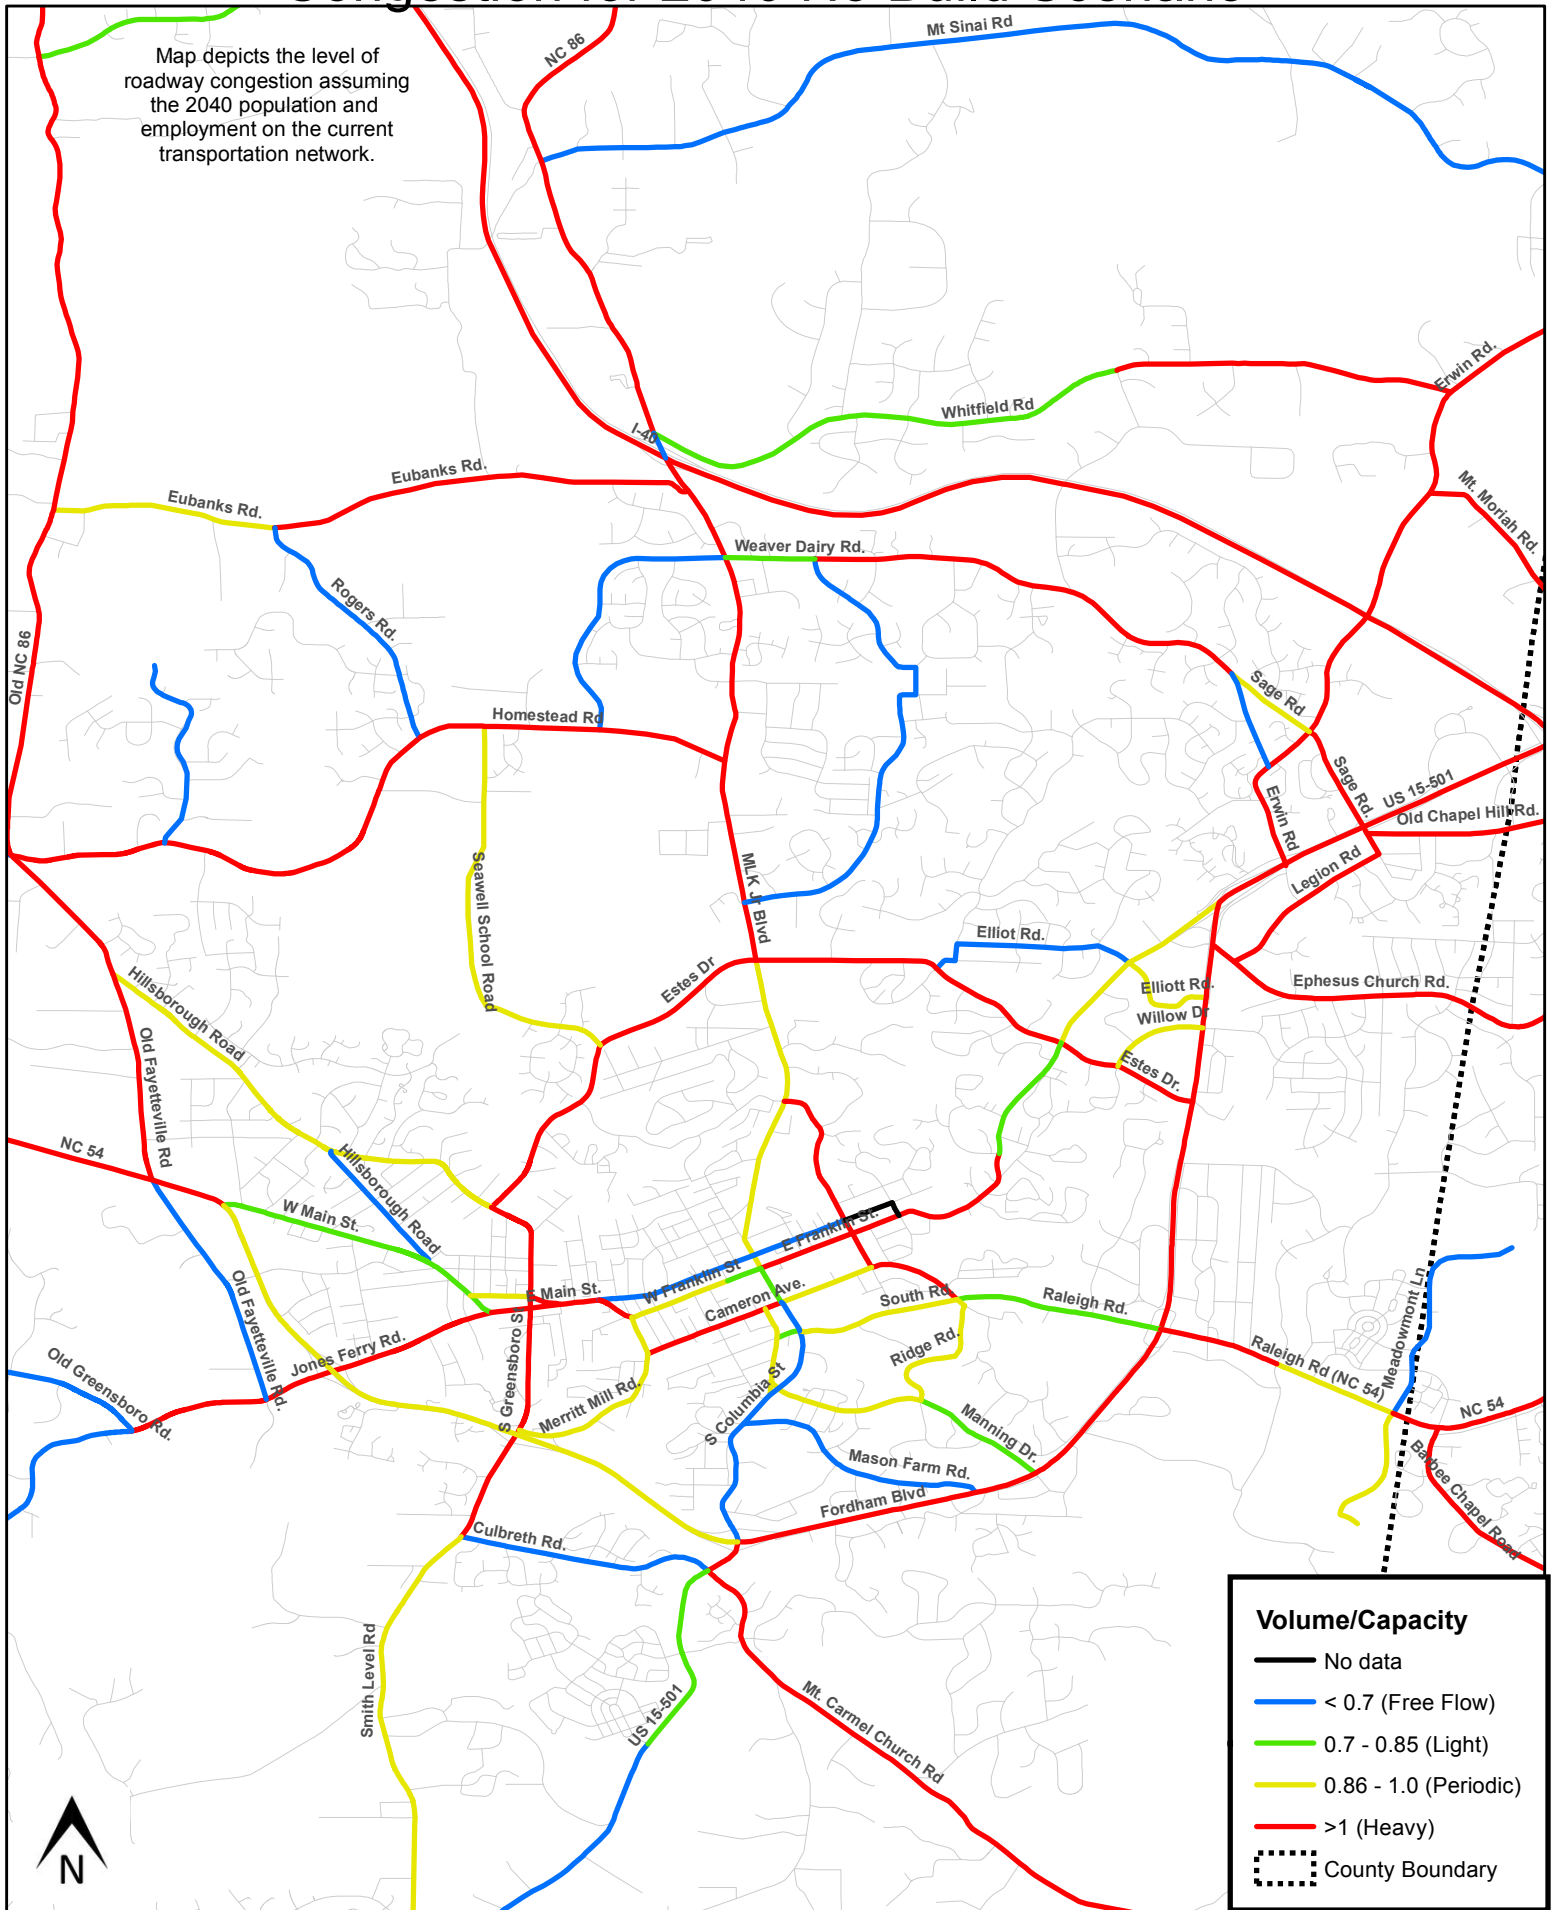 Congestion for 2040 No Build Scenario
Map depicts the level of
roadway congestion assuming
the 2040 population and
employment on the current
transportation network.
NC 86
Mt Sinai Rd
Erwin Rd.
Whitfield Rd
I-40
Eubanks Rd.
Eubanks Rd.
Mt. Moriah Rd.
Weaver Dairy Rd.
Rogers Rd.
Old NC 86
Sage Rd
Homestead Rd
Sage Rd.
US 15-501
Old Chapel Hill Rd.
Erwin Rd
Legion Rd
Seawell School Road
MLK Jr Blvd
Elliot Rd.
Estes Dr
Ephesus Church Rd.
Elliott Rd.
Willow Dr
Hillsborough Road
Estes Dr.
Old Fayetteville Rd
NC 54
Hillsborough Road
W Main St.
E Franklin St.
Old Fayetteville Rd.
E Main St.
W Franklin St
Cameron Ave.
South Rd
Raleigh Rd.
Meadowmont Ln
Jones Ferry Rd.
Ridge Rd.
Raleigh Rd (NC 54)
Old Greensboro Rd.
S Greensboro St
Merritt Mill Rd.
S Columbia St
Manning Dr.
NC 54
Mason Farm Rd.
Barbee Chapel Road
Fordham Blvd
Culbreth Rd.
Smith Level Rd
US 15-501
Mt. Carmel Church Rd
Volume/Capacity
No data
< 0.7 (Free Flow)
0.7 - 0.85 (Light)
0.86 - 1.0 (Periodic)
>1 (Heavy)
County Boundary
N